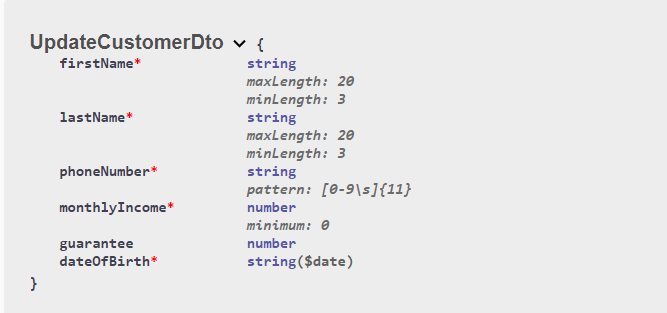 UpdateCustomerDto {
firstName* string
maxLength: 20
minLength: 3
lastName* string
maxLength: 20
minLength: 3
phoneNumber* string
pattern: [0-9\s]{11}
monthlyIncome* number
minimum: 0
guarantee number
dateOfBirth* string($date)
}